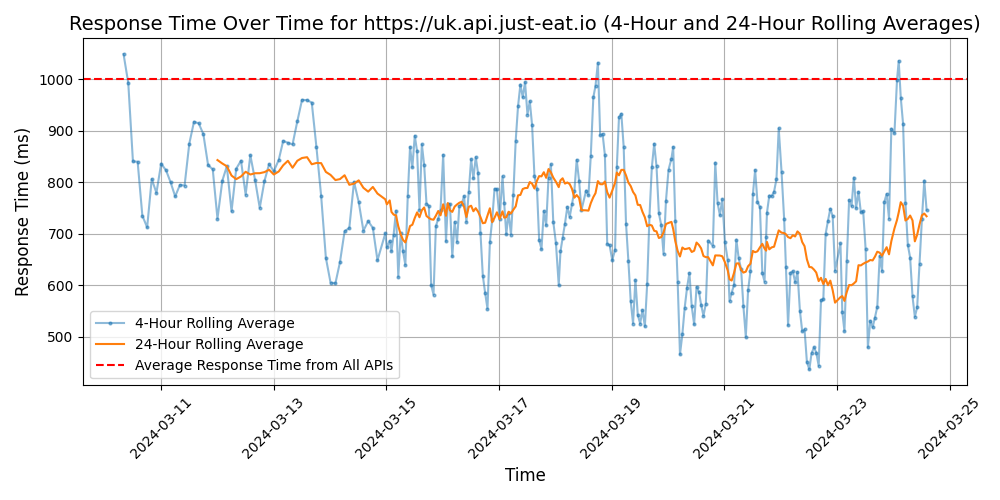 Response Time Over Time for https://uk.api.just-eat.io (4-Hour and 24-Hour Rolling Averages)
Response Time (ms)
1000
900
800
700
600
500
4-Hour Rolling Average
24-Hour Rolling Average
Average Response Time from All APIs
2024-03-11
2024-03-13
2024-03-15
2024-03-17
2024-03-19
2024-03-21
2024-03-23
2024-03-25
Time